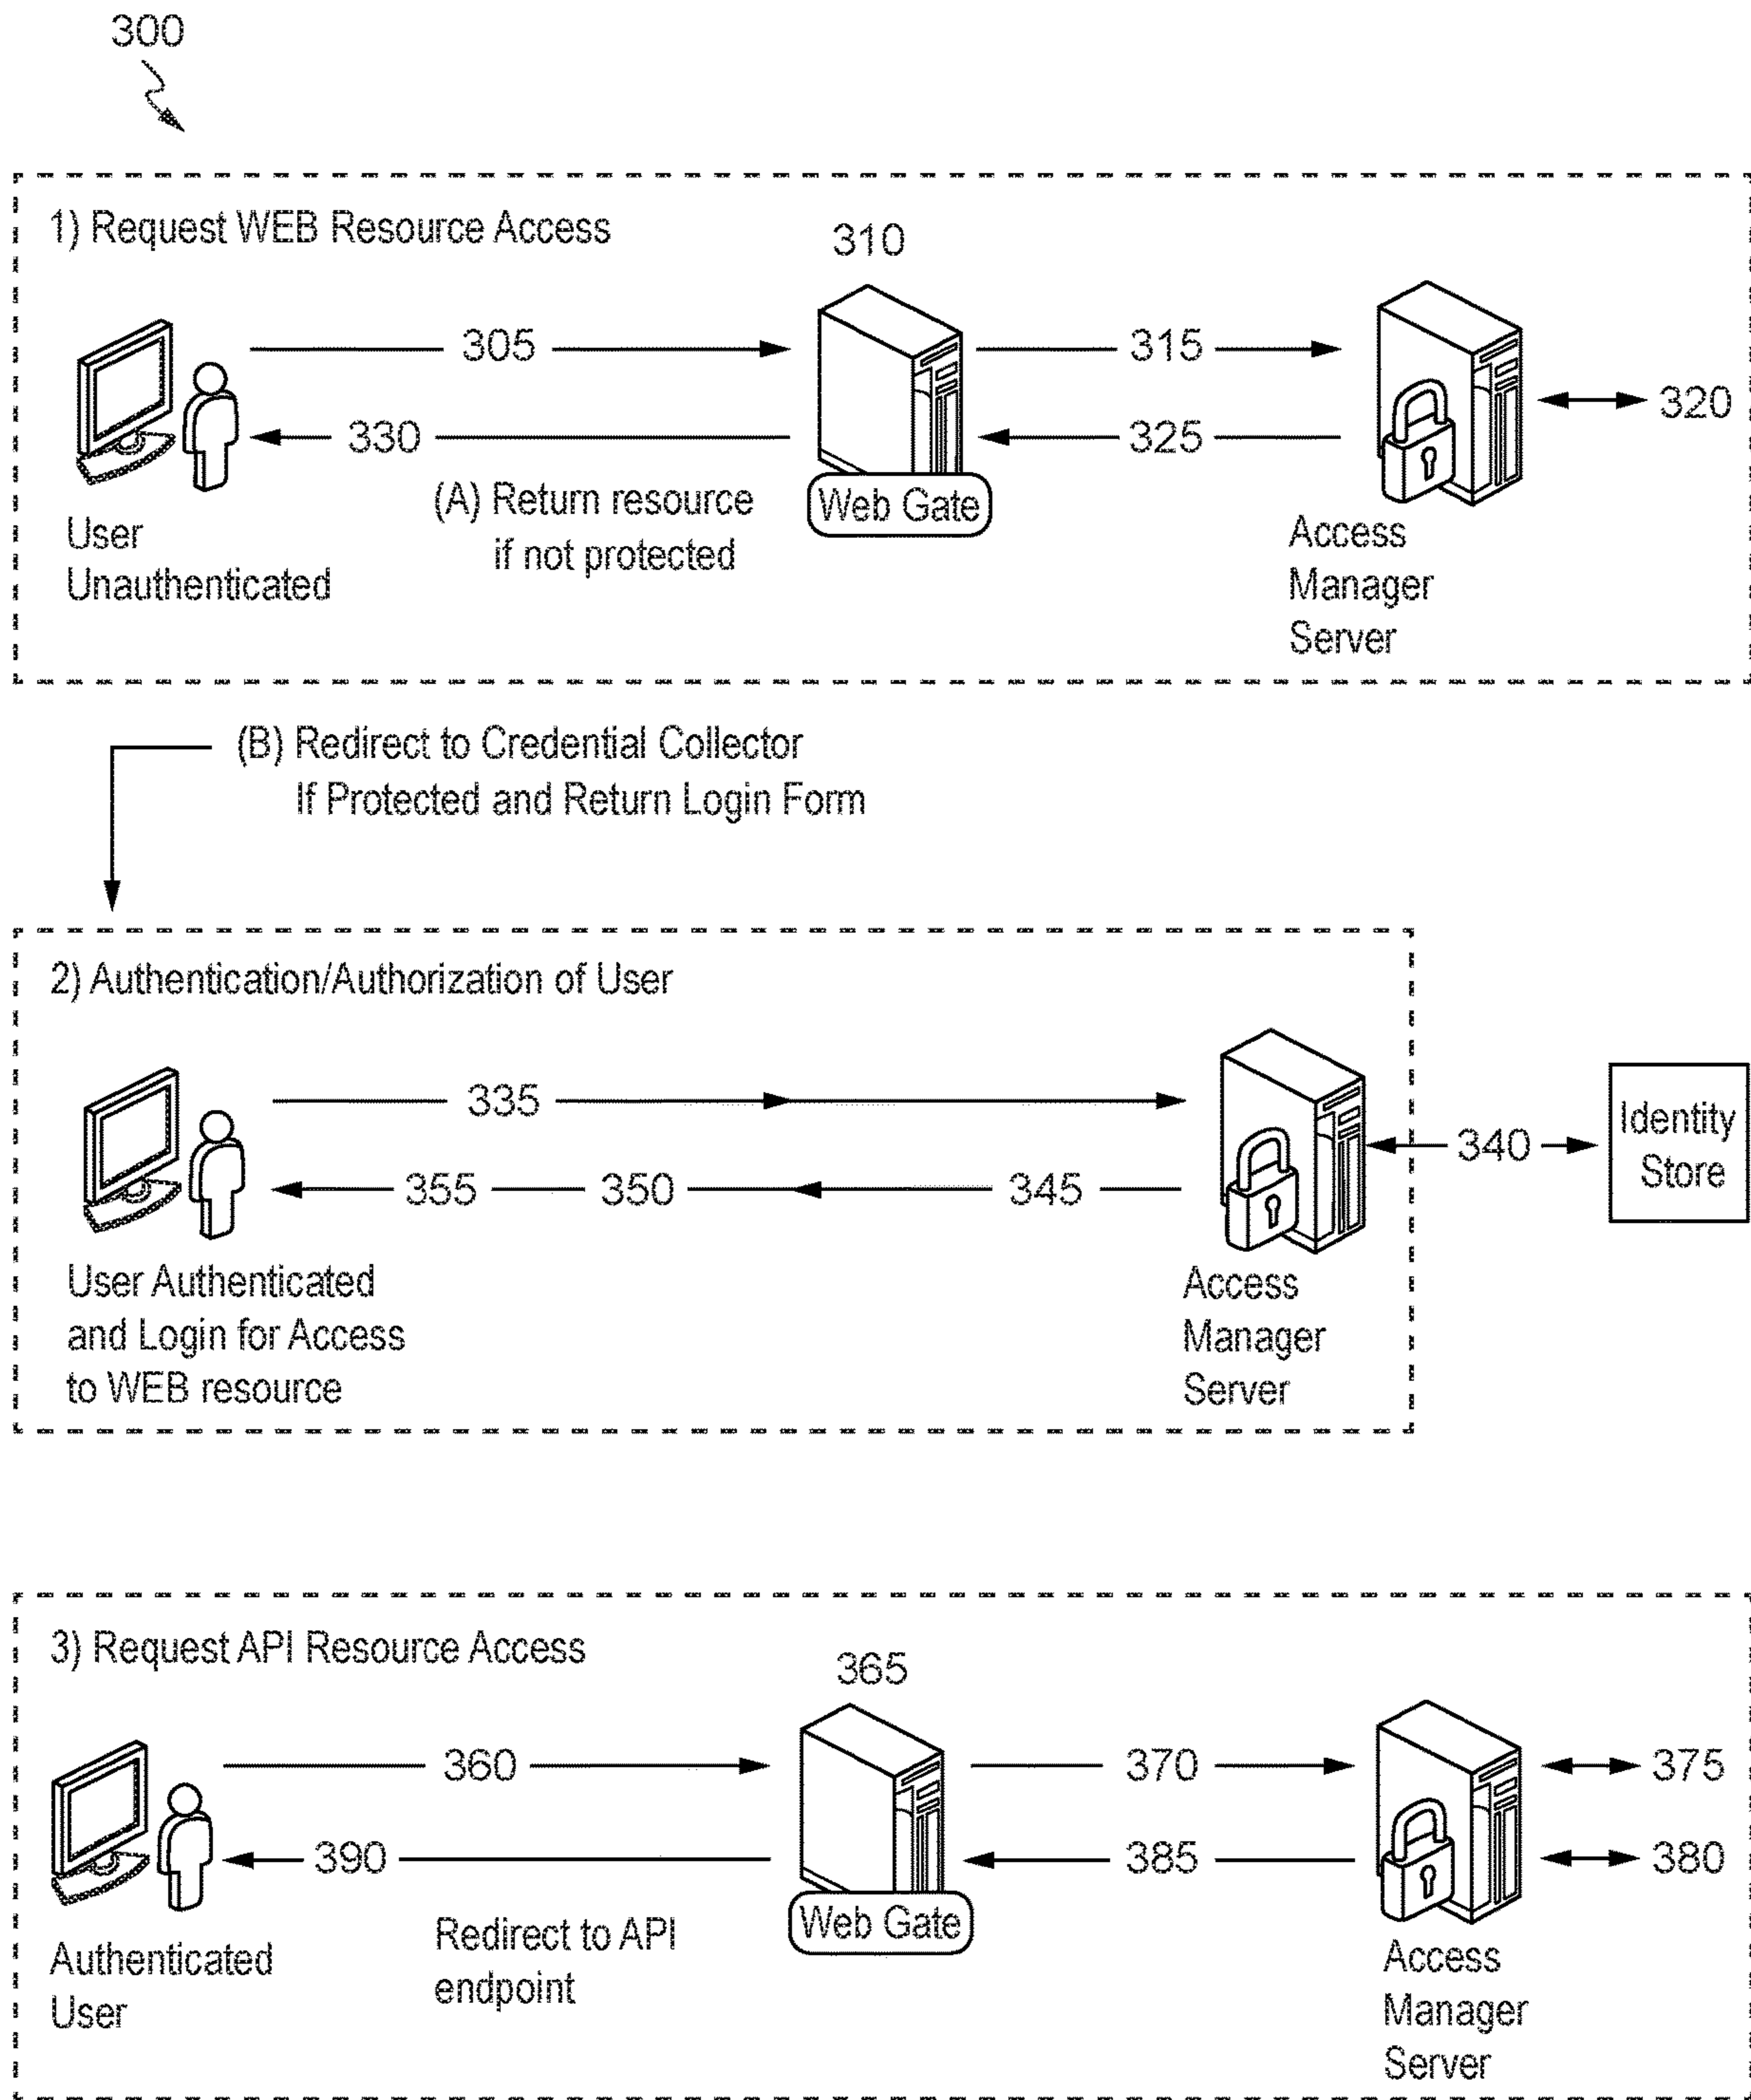 300
1) Request WEB Resource Access
310
305
315
320
330
325
(A) Return resource
if not protected
Web Gate
User
Unauthenticated
Access
Manager
Server
(B) Redirect to Credential Collector
If Protected and Return Login Form
2) Authentication/Authorization of User
335
340
Identity
Store
355
350
345
User Authenticated
and Login for Access
to WEB resource
Access
Manager
Server
3) Request API Resource Access
365
360
370
375
390
385
380
Redirect to API
endpoint
Web Gate
Authenticated
User
Access
Manager
Server